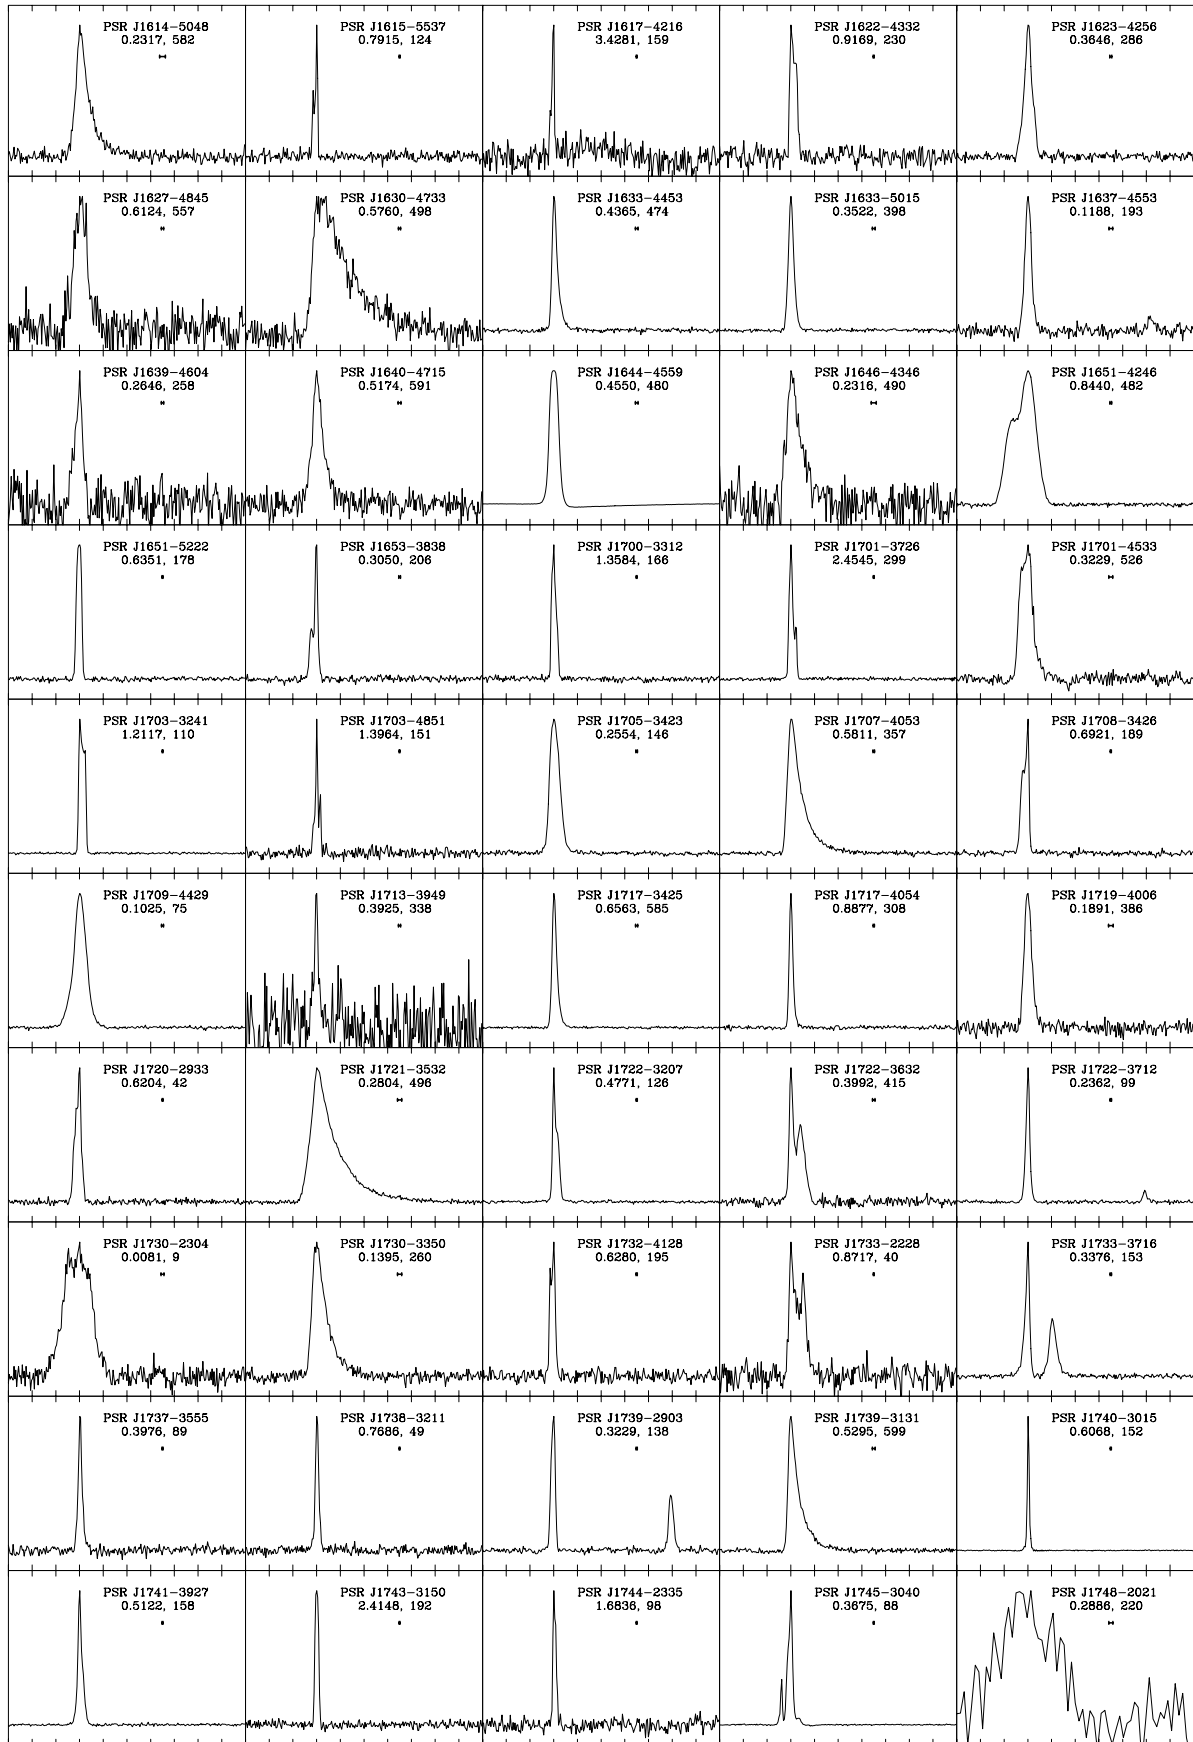 PSR J1614-5048
0.2317, 582
PSR J1615-5537
0.7915, 124
PSR J1617-4216
3.4281, 159
PSR J1622-4332
0.9169, 230
PSR J1623-4256
0.3646, 286
PSR J1627-4845
0.6124, 557
PSR J1630-4733
0.5760, 498
PSR J1633-4453
0.4365, 474
PSR J1633-5015
0.3522, 398
PSR J1637-4553
0.1188, 193
PSR J1639-4604
0.2646, 258
PSR J1640-4715
0.5174, 591
PSR J1644-4559
0.4550, 480
PSR J1646-4346
0.2316, 490
PSR J1651-4246
0.8440, 482
PSR J1651-5222
0.6351, 178
PSR J1653-3838
0.3050, 206
PSR J1700-3312
1.3584, 166
PSR J1701-3726
2.4545, 299
PSR J1701-4533
0.3229, 526
PSR J1703-3241
1.2117, 110
PSR J1703-4851
1.3964, 151
PSR J1705-3423
0.2554, 146
PSR J1707-4053
0.5811, 357
PSR J1708-3426
0.6921, 189
PSR J1709-4429
0.1025, 75
PSR J1713-3949
0.3925, 338
PSR J1717-3425
0.6563, 585
PSR J1717-4054
0.8877, 308
PSR J1719-4006
0.1891, 386
PSR J1720-2933
0.6204, 42
PSR J1721-3532
0.2804, 496
PSR J1722-3207
0.4771, 126
PSR J1722-3632
0.3992, 415
PSR J1722-3712
0.2362, 99
PSR J1730-2304
0.0081, 9
PSR J1730-3350
0.1395, 260
PSR J1732-4128
0.6280, 195
PSR J1733-2228
0.8717, 40
PSR J1733-3716
0.3376, 153
PSR J1737-3555
0.3976, 89
PSR J1738-3211
0.7686, 49
PSR J1739-2903
0.3229, 138
PSR J1739-3131
0.5295, 599
PSR J1740-3015
0.6068, 152
PSR J1741-3927
0.5122, 158
PSR J1743-3150
2.4148, 192
PSR J1744-2335
1.6836, 98
PSR J1745-3040
0.3675, 88
PSR J1748-2021
0.2886, 220